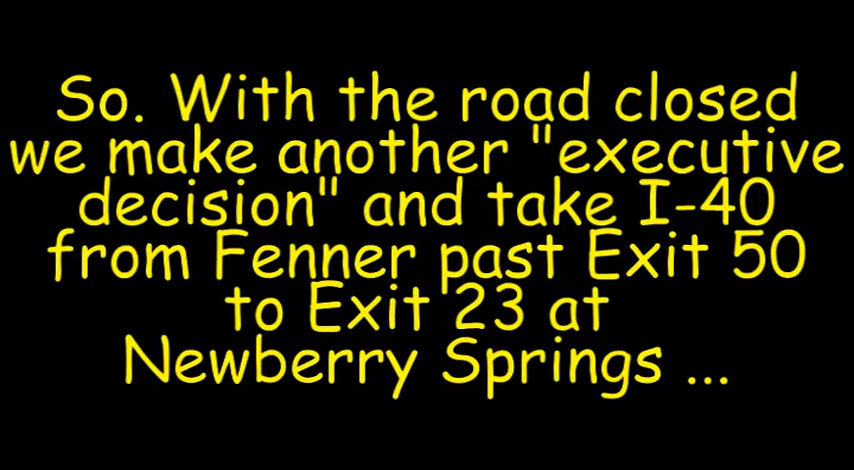 So. With the road closed
we make another "executive
decision" and take I-40
from Fenner past Exit 50
to Exit 23 at
Newberry Springs ...